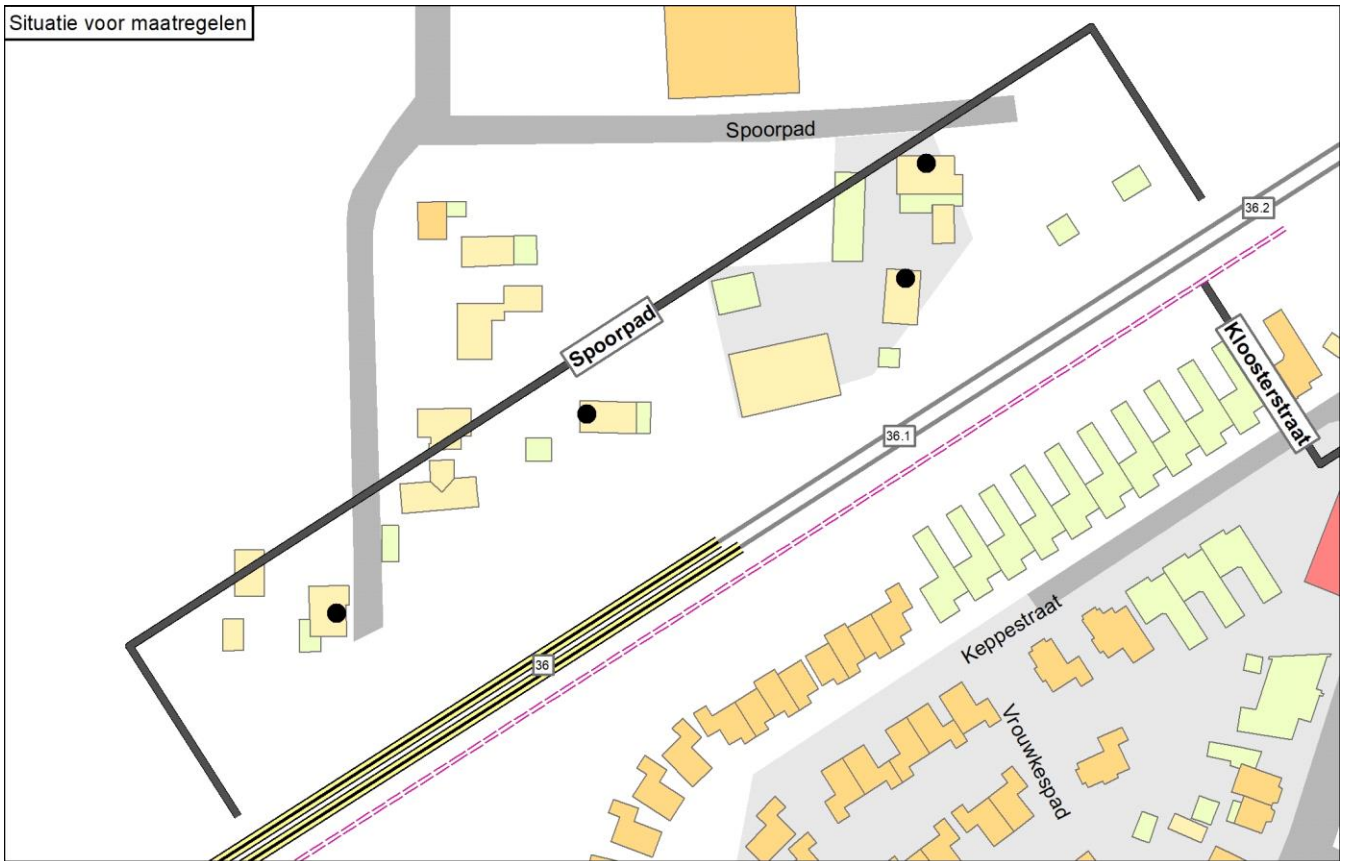 Situatie voor maatregelen
Spoorpad
36.2
Spoorpad
Kloosterstraat
36.1
Keppestraat
36
Vrouwkespad